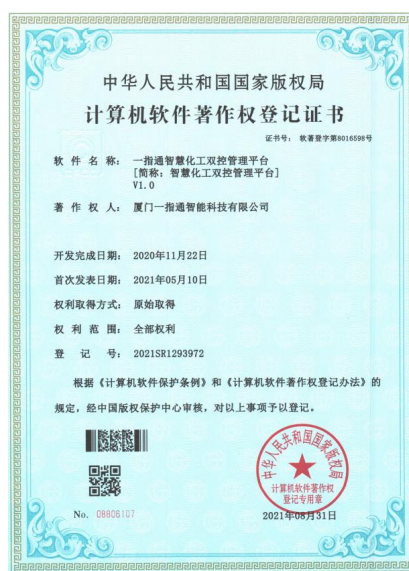 中华人民共和国国家版权局
计算机软件著作权登记证书
证书号： 软著登字第8016598号
软件名称： 一指通智慧化工双控管理平台
[简称：智慧化工双控管理平台]
V1.0
著作权人： 厦门一指通智能科技有限公司
开发完成日期： 2020年11月22日
首次发表日期： 2021年05月10日
权利取得方式： 原始取得
权利范围： 全部权利
登记号： 2021SR1293972
根据《计算机软件保护条例》和《计算机软件著作权登记办法》的
规定，经中国版权保护中心审核，对以上事项予以登记。
中华人民共和国国家版权局
计算机软件著作权
登记专用章
No. 08806107
2021年08月31日